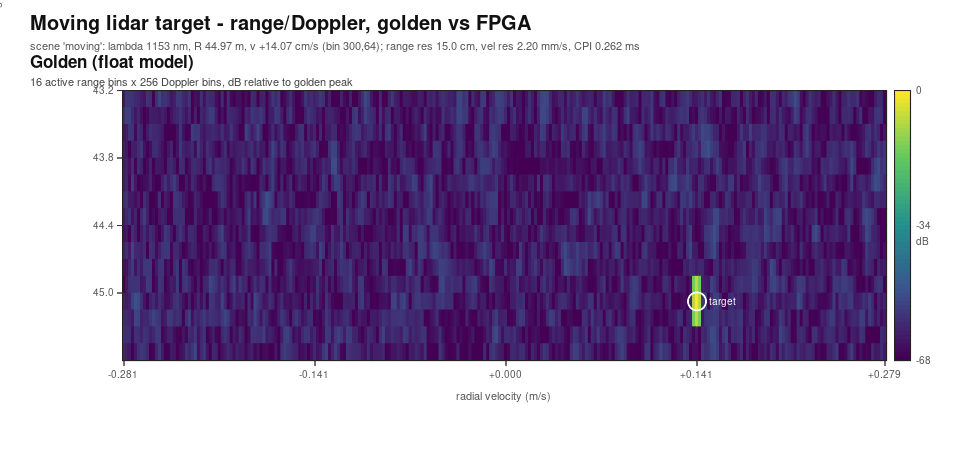 Moving lidar target - range/Doppler, golden vs FPGA
scene 'moving': lambda 1153 nm, R 44.97 m, v +14.07 cm/s (bin 300,64); range res 15.0 cm, vel res 2.20 mm/s, CPI 0.262 ms
Golden (float model)
16 active range bins x 256 Doppler bins, dB relative to golden peak
43.2
43.8
44.4
45.0
target
0
-34
dB
-68
-0.281
-0.141
+0.000
+0.141
+0.279
radial velocity (m/s)